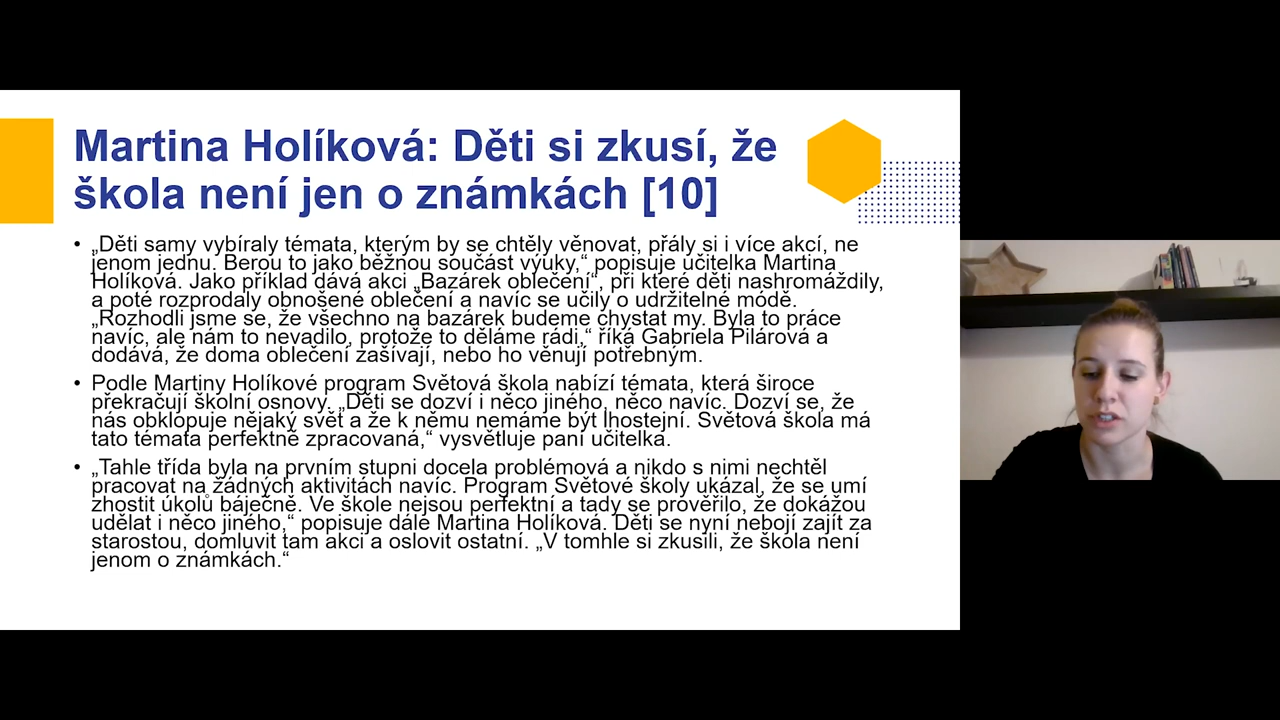 Martina Holíková: Děti si zkusí, že
škola není jen o známkách [10]
• „Děti samy vybíraly témata, kterým by se chtěly věnovat, přály si i více akcí, ne
jenom jednu. Berou to jako běžnou součást výuky,“ popisuje učitelka Martina
Holíková. Jako příklad dává akci „Bazárek oblečení“, při které děti nashromáždily,
a poté rozprodaly obnošené oblečení a navíc se učily o udržitelné módě.
„Rozhodli jsme se, že všechno na bazárek budeme chystat my. Byla to práce
navíc, ale nám to nevadilo, protože to děláme rádi,“ říká Gabriela Pilárová a
dodává, že doma oblečení zašívají, nebo ho věnují potřebným.
• Podle Martiny Holíkové program Světová škola nabízí témata, která široce
překračují školní osnovy. „Děti se dozví i něco jiného, něco navíc. Dozví se, že
nás obklopuje nějaký svět a že k němu nemáme být lhostejní. Světová škola má
tato témata perfektně zpracovaná,“ vysvětluje paní učitelka.
• „Tahle třída byla na prvním stupni docela problémová a nikdo s nimi nechtěl
pracovat na žádných aktivitách navíc. Program Světové školy ukázal, že se umí
zhostit úkolů báječně. Ve škole nejsou perfektní a tady se prověřilo, že dokážou
udělat i něco jiného,“ popisuje dále Martina Holíková. Děti se nyní nebojí zajít za
starostou, domluvit tam akci a oslovit ostatní. „V tomhle si zkusili, že škola není
jenom o známkách.“